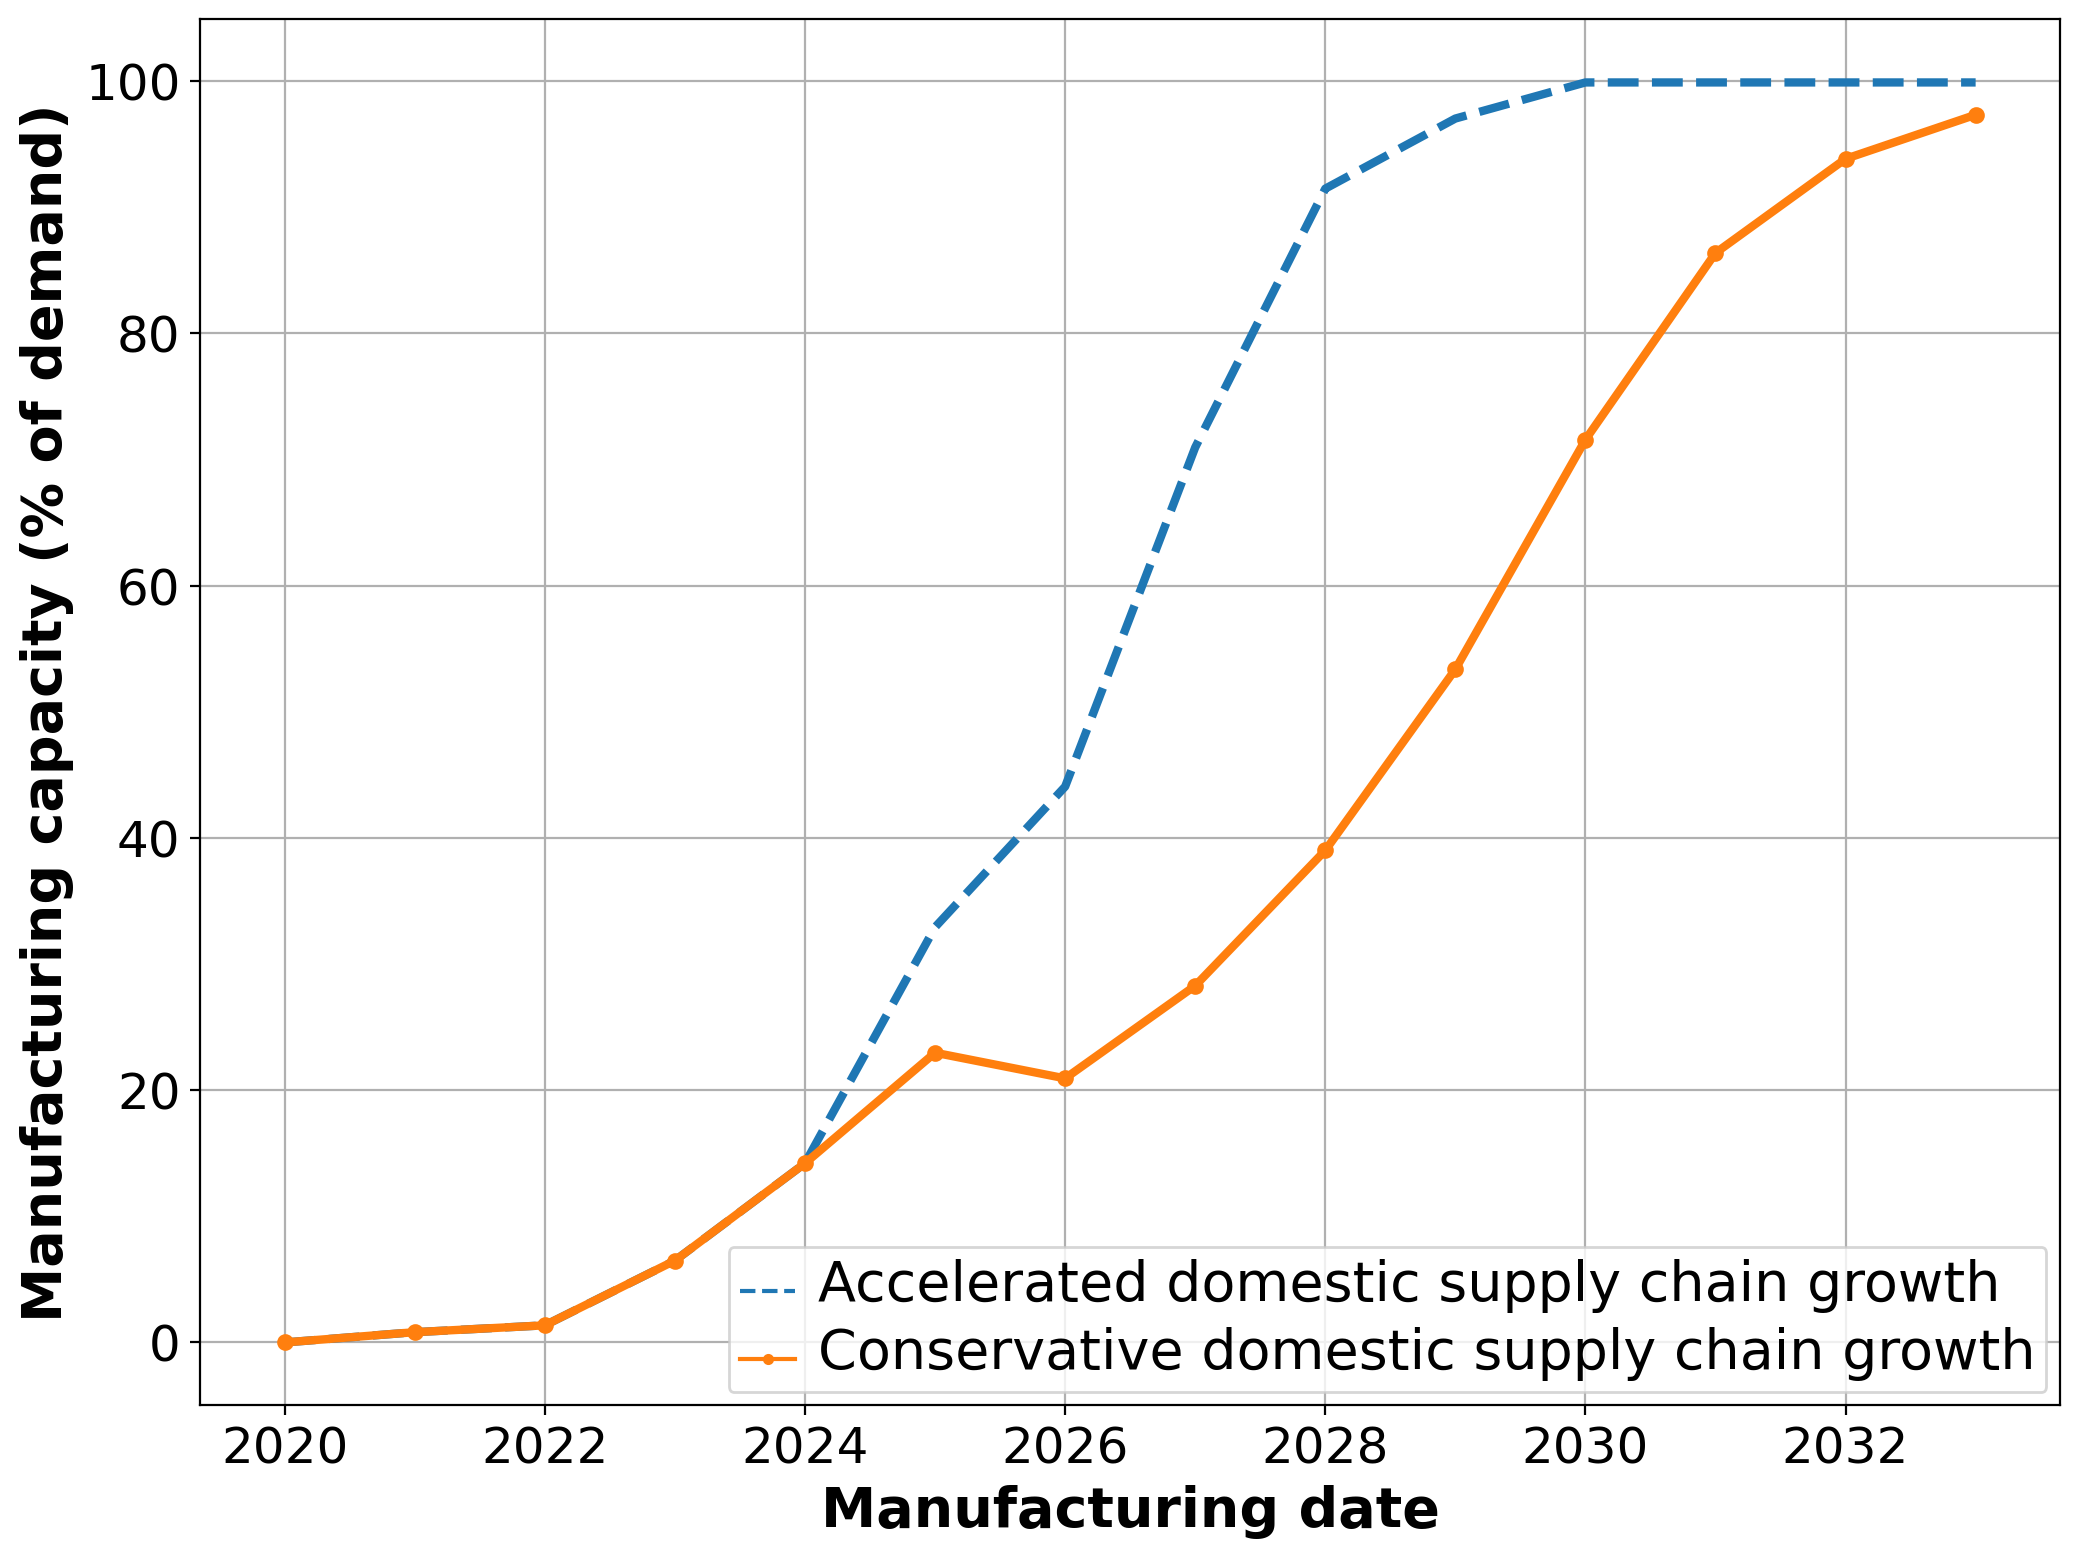 Manufacturing capacity (% of demand)
100
80
60
40
20
0
Accelerated domestic supply chain growth
Conservative domestic supply chain growth
2020 2022 2024 2026 2028 2030 2032
Manufacturing date